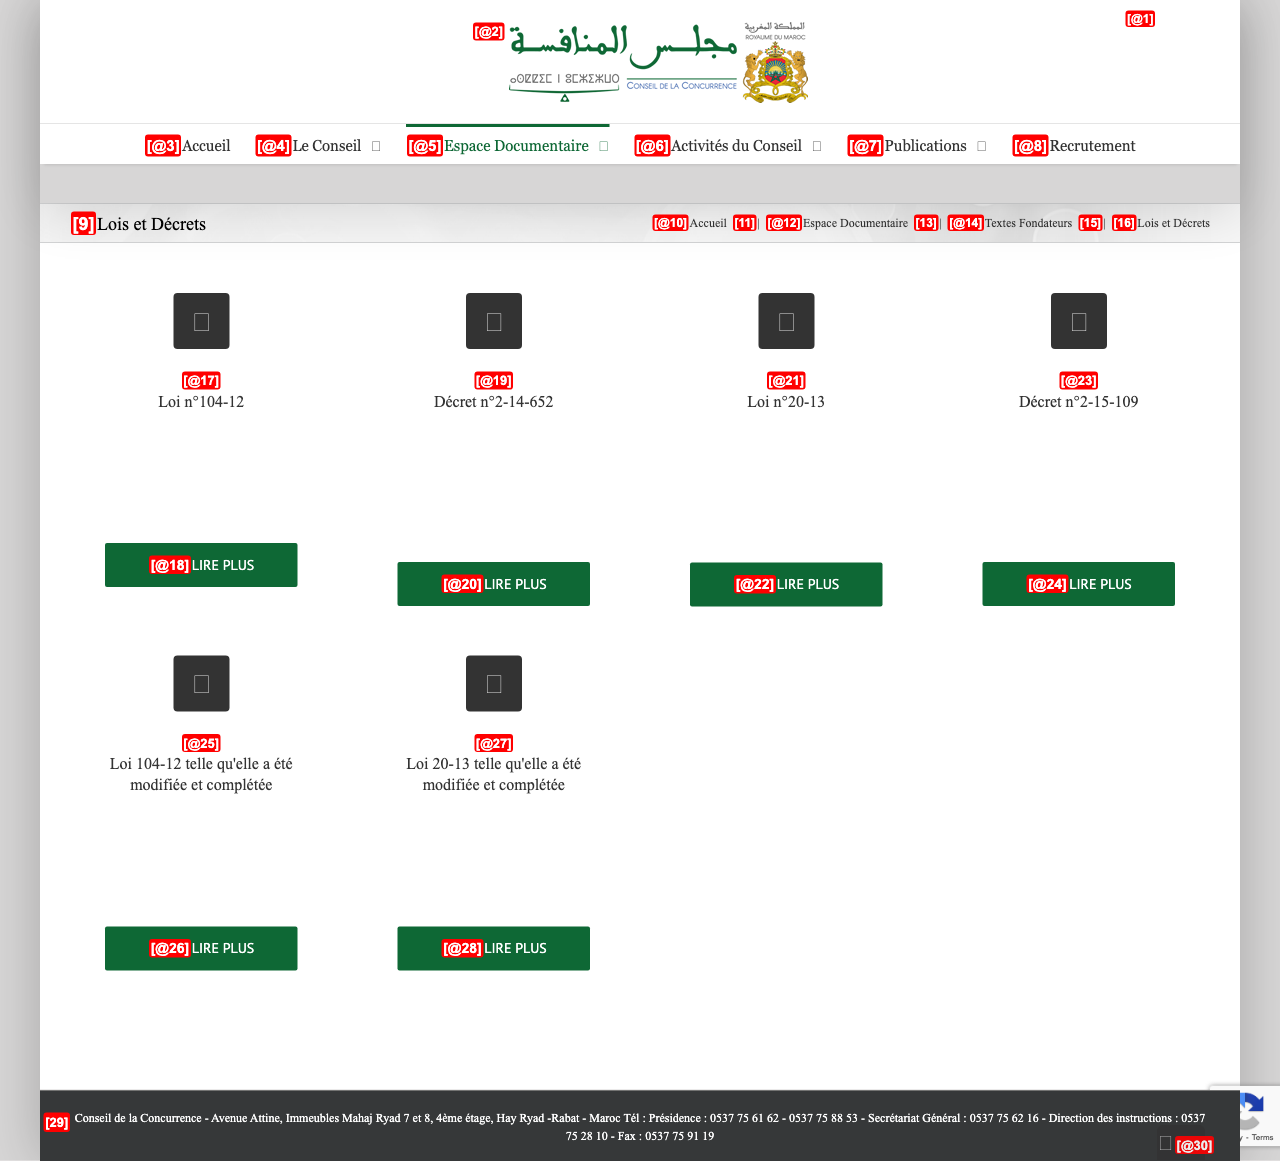 [@1]
[@2] مجلس المنافسة
المملكة المغربية
ROYAUME DU MAROC
CONSEIL DE LA CONCURRENCE
[@3] Accueil [@4] Le Conseil [@5] Espace Documentaire [@6] Activités du Conseil [@7] Publications [@8] Recrutement
[9] Lois et Décrets
[@10] Accueil [11] | [@12] Espace Documentaire [13] | [@14] Textes Fondateurs [15] | [16] Lois et Décrets
[@17] [@19] [@21] [@23]
Loi n°104-12 Décret n°2-14-652 Loi n°20-13 Décret n°2-15-109
[@18] LIRE PLUS [@20] LIRE PLUS [@22] LIRE PLUS [@24] LIRE PLUS
[@25]
Loi 104-12 telle qu'elle a été
modifiée et complétée
[@27]
Loi 20-13 telle qu'elle a été
modifiée et complétée
[@26] LIRE PLUS [@28] LIRE PLUS
[29] Conseil de la Concurrence - Avenue Attine, Immeubles Mahaj Ryad 7 et 8, 4ème étage, Hay Ryad -Rabat - Maroc Tél : Présidence : 0537 75 61 62 - 0537 75 88 53 - Secrétariat Général : 0537 75 62 16 - Direction des instructions : 0537
75 28 10 - Fax : 0537 75 91 19
[@30]
- Terms